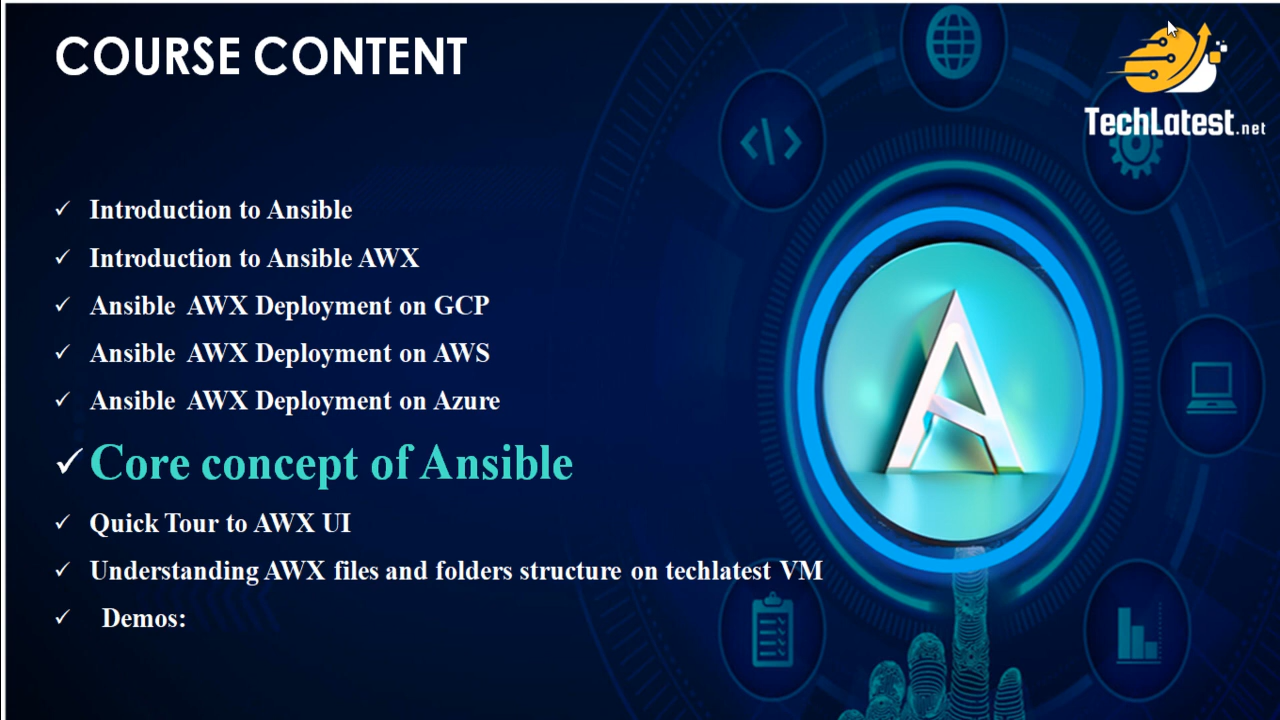 COURSE CONTENT
TechLatest.net
✓ Introduction to Ansible
✓ Introduction to Ansible AWX
✓ Ansible AWX Deployment on GCP
✓ Ansible AWX Deployment on AWS
✓ Ansible AWX Deployment on Azure
✓ Core concept of Ansible
✓ Quick Tour to AWX UI
✓ Understanding AWX files and folders structure on techlatest VM
✓ Demos: